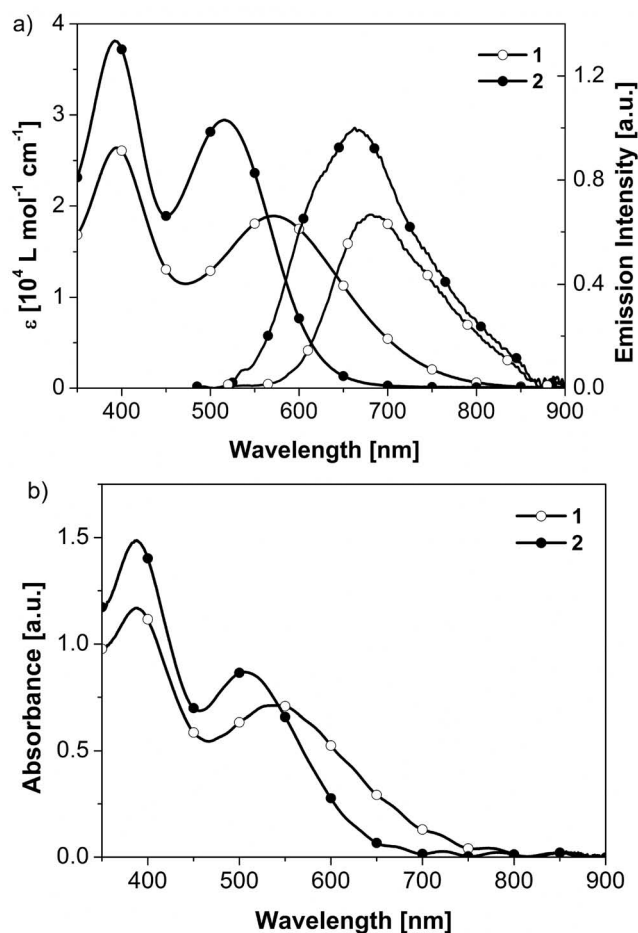 a)
1
2
ε [10⁴ L mol⁻¹ cm⁻¹]
4
3
2
1
0
Emission Intensity [a.u.]
1.2
0.8
0.4
0.0
400 500 600 700 800 900
Wavelength [nm]
b)
1
2
Absorbance [a.u.]
1.5
1.0
0.5
0.0
400 500 600 700 800 900
Wavelength [nm]